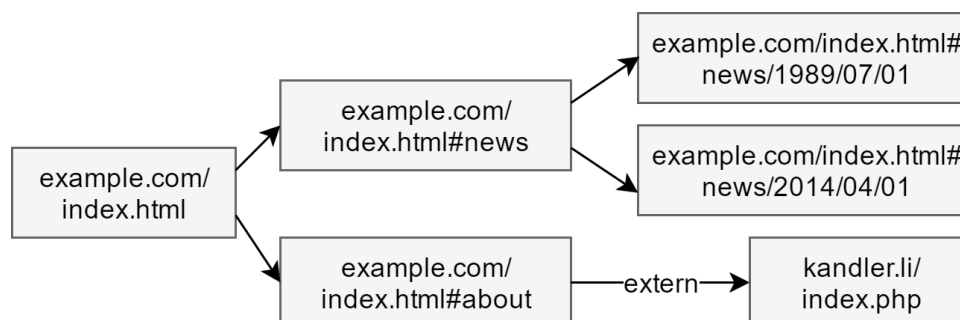 example.com/index.html#
news/1989/07/01
example.com/
index.html#news
example.com/index.html#
news/2014/04/01
example.com/
index.html
example.com/
index.html#about
extern
kandler.li/
index.php